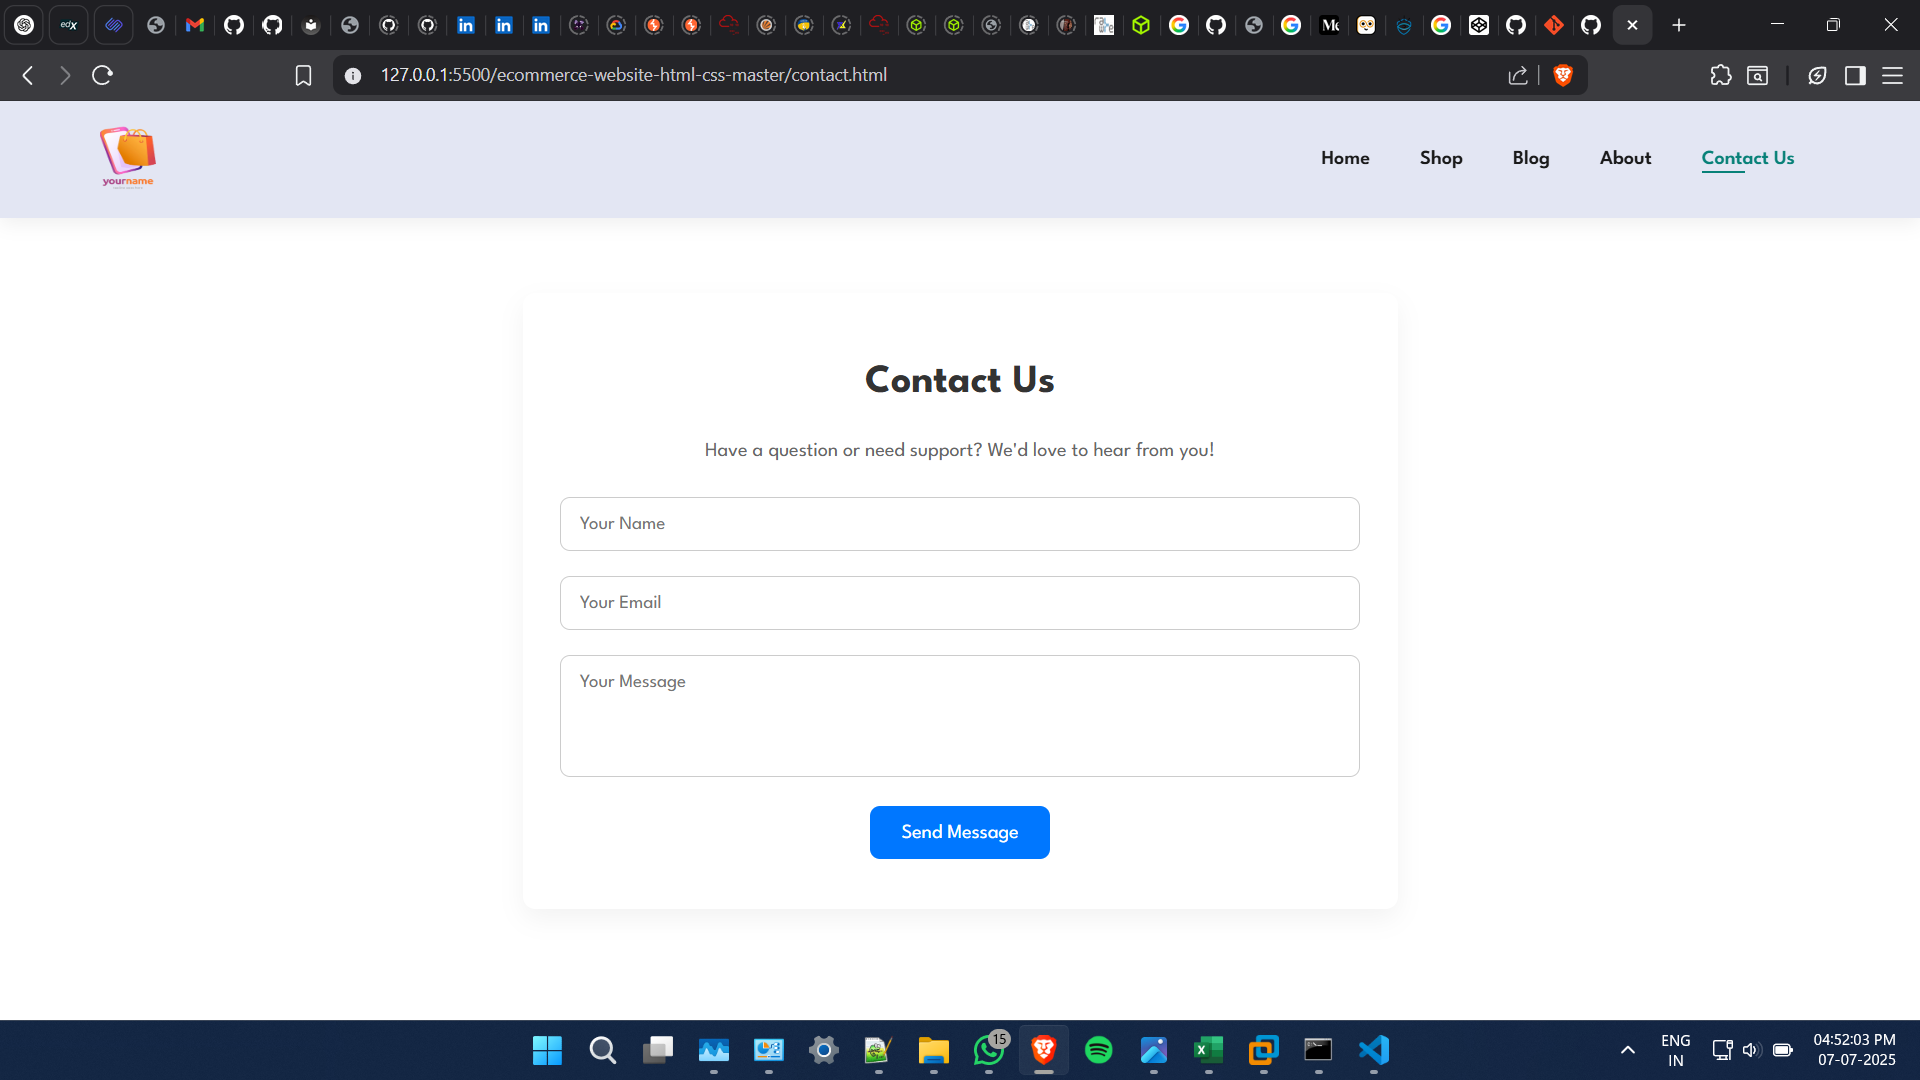 edX
Me
127.0.0.1:5500/ecommerce-website-html-css-master/contact.html
yourname
Home
Shop
Blog
About
Contact Us
Contact Us
Have a question or need support? We'd love to hear from you!
Your Name
Your Email
Your Message
Send Message
15
ENG
IN
04:52:03 PM
07-07-2025